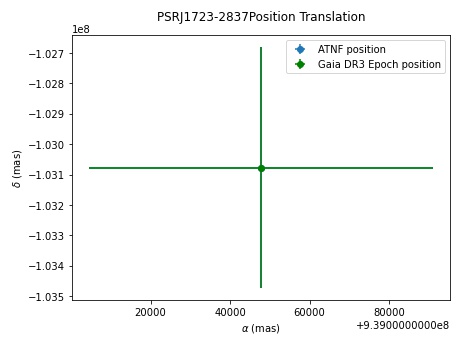 PSRJ1723-2837Position Translation
1e8
ATNF position
Gaia DR3 Epoch position
−1.027
−1.028
−1.029
−1.030
−1.031
−1.032
−1.033
−1.034
−1.035
δ (mas)
20000 40000 60000 80000
α (mas)
+9.3900000000e8